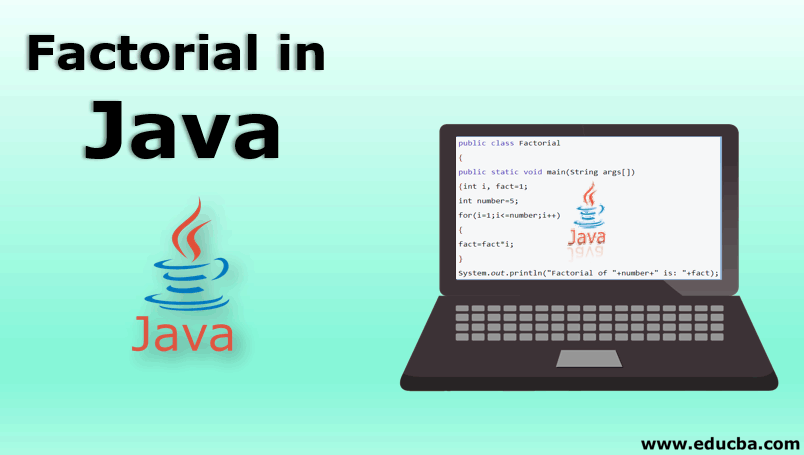 Factorial in
Java
Java
public class Factorial
{
public static void main(String args[])
{int i, fact=1;
int number=5;
for(i=1;i<=number;i++)
{
fact=fact*i;
}
System.out.println("Factorial of "+number+" is: "+fact);
Java
www.educba.com